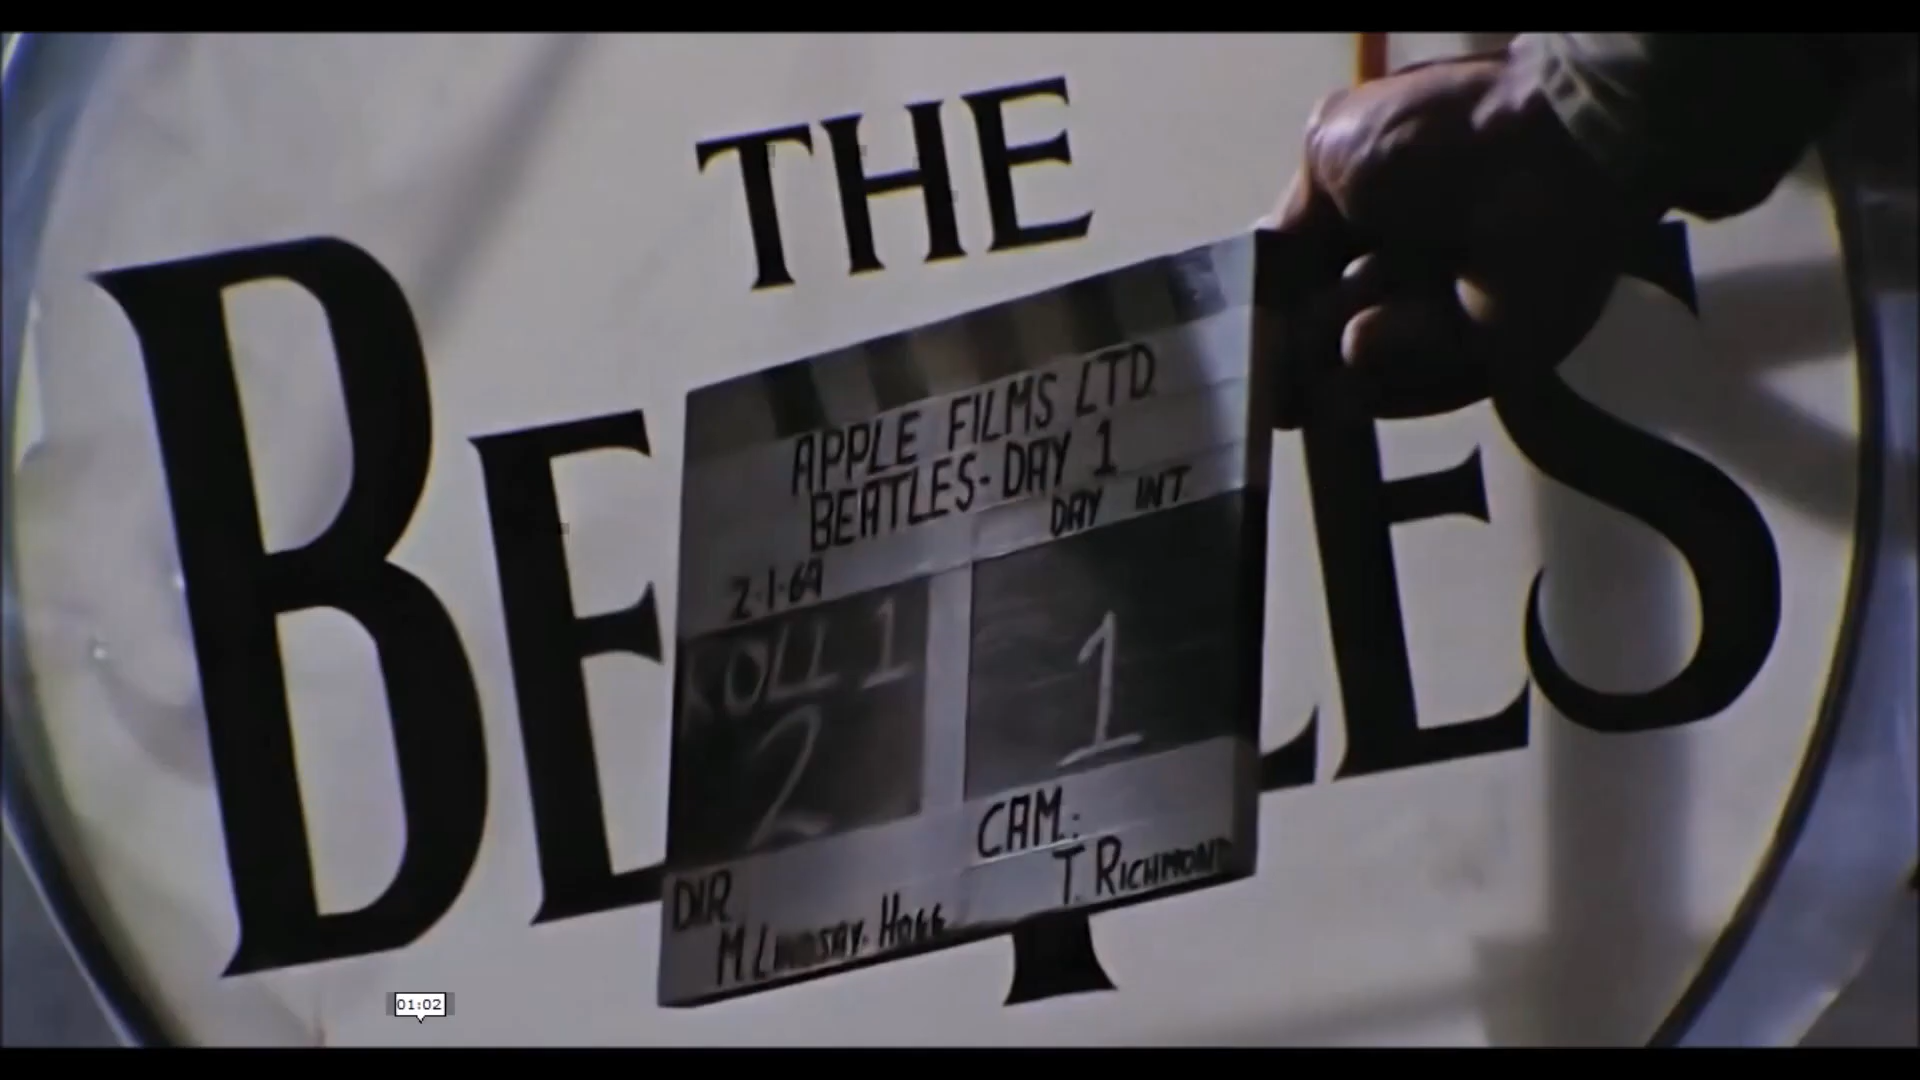 THE
BEATLES
APPLE FILMS LTD.
BEATLES - DAY 1
DAY INT
2·1·69
ROLL 1
2
1
CAM.:
T. RICHMOND
DIR.
M. LINDSAY-HOGG
01:02